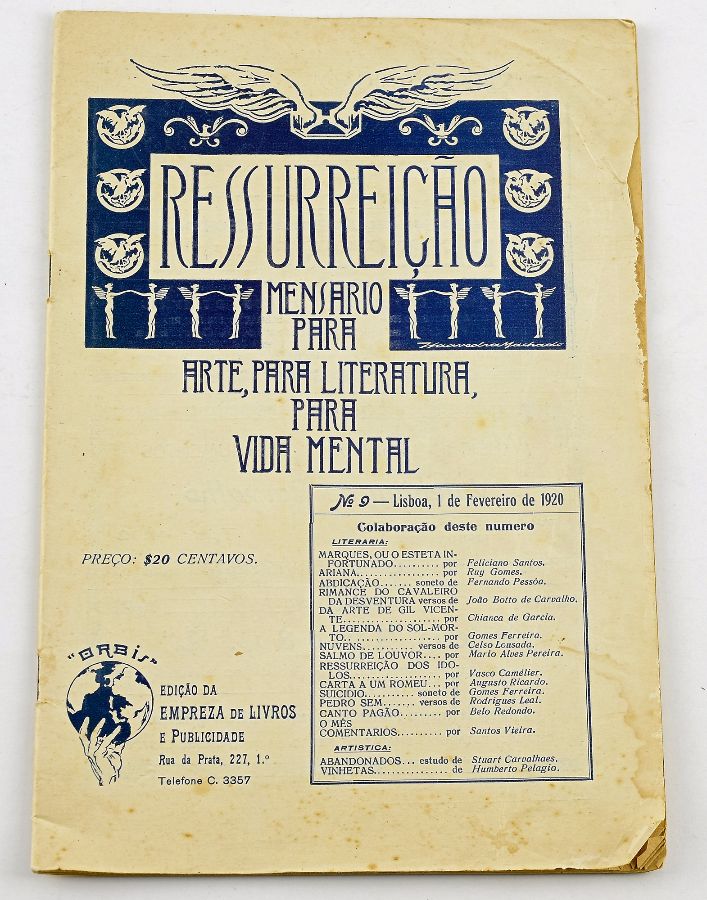 RESSURREIÇÃO
MENSARIO
PARA
ARTE, PARA LITERATURA,
PARA
VIDA MENTAL
Nº 9 — Lisboa, 1 de Fevereiro de 1920
Colaboração deste numero
LITERARIA:
MARQUES, OU O ESTETA IN-
FORTUNADO.......... por Feliciano Santos.
ARIANA.................. por Ruy Gomes.
ABDICAÇÃO....... soneto de Fernando Pessôa.
RIMANCE DO CAVALEIRO
DA DESVENTURA versos de João Botto de Carvalho.
DA ARTE DE GIL VICEN-
TE...................... por Chianca de Garcia.
A LEGENDA DO SOL-MOR-
TO.. .................. por Gomes Ferreira.
NUVENS.......... versos de Celso Lousada.
SALMO DE LOUVOR.... por Mario Alves Pereira.
RESSURREIÇÃO DOS IDO-
LOS.................... por Vasco Camélier.
CARTA A UM ROMEU... por Augusto Ricardo.
SUICIDIO.......... soneto de Gomes Ferreira.
PEDRO SEM....... versos de Rodrigues Leal.
CANTO PAGÃO......... por Belo Redondo.
O MÊS
COMENTARIOS......... por Santos Vieira.
ARTISTICA:
ABANDONADOS... estudo de Stuart Carvalhaes.
VINHETAS................ de Humberto Pelagio.
PREÇO: $20 CENTAVOS.
"ORBIS"
EDIÇÃO DA
EMPREZA DE LIVROS
E PUBLICIDADE
Rua da Prata, 227, 1.º
Telefone C. 3357